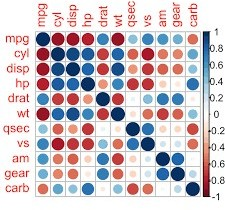 mpg cyl disp hp drat wt qsec vs am gear carb
mpg
cyl
disp
hp
drat
wt
qsec
vs
am
gear
carb
1
0.8
0.6
0.4
0.2
0
-0.2
-0.4
-0.6
-0.8
-1